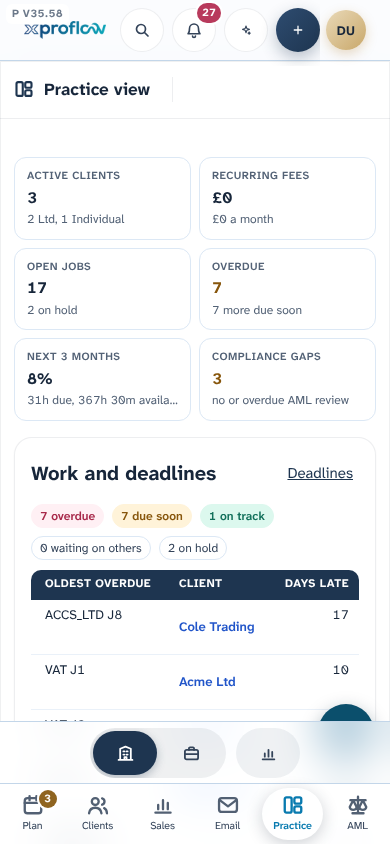 P V35.58
xproflow
27
DU
Practice view
ACTIVE CLIENTS
3
2 Ltd, 1 Individual
RECURRING FEES
£0
£0 a month
OPEN JOBS
17
2 on hold
OVERDUE
7
7 more due soon
NEXT 3 MONTHS
8%
31h due, 367h 30m availa...
COMPLIANCE GAPS
3
no or overdue AML review
Work and deadlines
Deadlines
7 overdue
7 due soon
1 on track
0 waiting on others
2 on hold
OLDEST OVERDUE CLIENT DAYS LATE
ACCS_LTD J8 Cole Trading 17
VAT J1 Acme Ltd 10
3
Plan
Clients
Sales
Email
Practice
AML